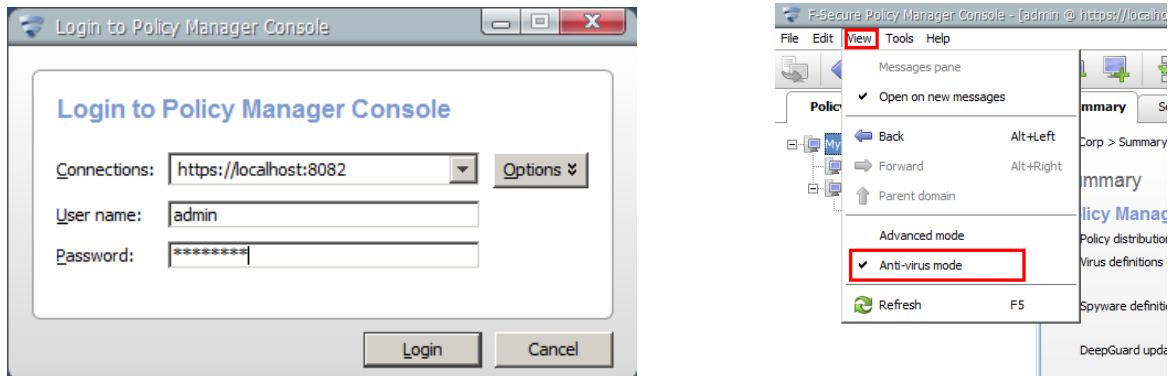 Login to Policy Manager Console
Login to Policy Manager Console
Connections: https://localhost:8082 Options
User name: admin
Password: ********
Login Cancel
F-Secure Policy Manager Console - [admin @ https://localho
File Edit View Tools Help
Messages pane
Open on new messages
Back Alt+Left
Forward Alt+Right
Parent domain
Advanced mode
Anti-virus mode
Refresh F5
Policy
My
mmary
S
Corp > Summary
mmary
licy Manag
Policy distribution
Virus definitions
Spyware definiti
DeepGuard upda